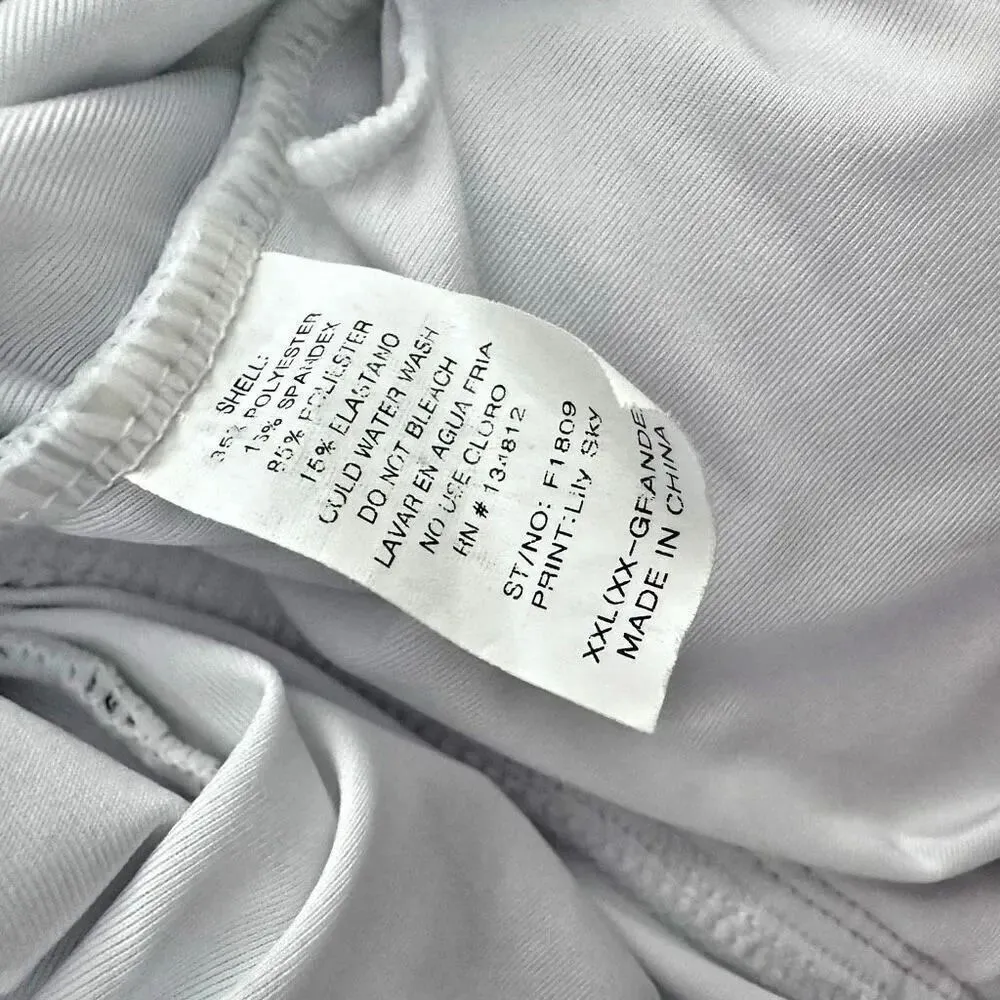 SHELL:
85% POLYESTER
15% SPANDEX
85% POLIESTER
15% ELASTANO
COLD WATER WASH
DO NOT BLEACH
LAVAR EN AGUA FRIA
NO USE CLORO
RN # 134812
ST/NO: F1809
PRINT:Lily Sky
XXL(XX-GRANDE
MADE IN CHINA